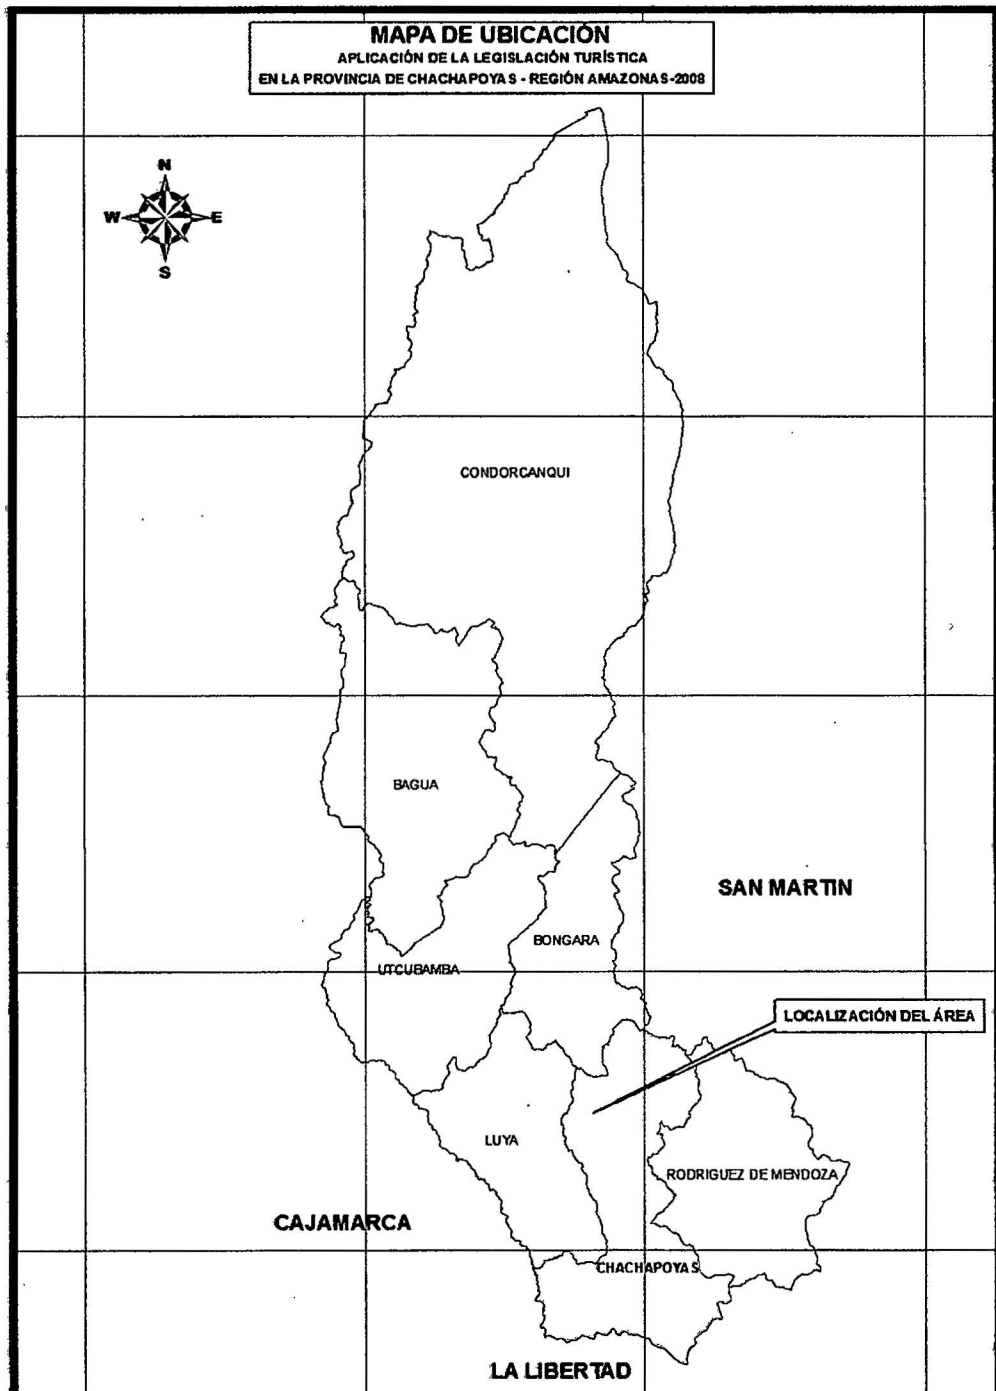 MAPA DE UBICACIÓN
APLICACIÓN DE LA LEGISLACIÓN TURÍSTICA
EN LA PROVINCIA DE CHACHAPOYAS - REGIÓN AMAZONAS-2008
N
W E
S
CONDORCANQUI
BAGUA
SAN MARTIN
BONGARA
UTCUBAMBA
LOCALIZACIÓN DEL ÁREA
LUYA
RODRIGUEZ DE MENDOZA
CAJAMARCA
CHACHAPOYAS
LA LIBERTAD